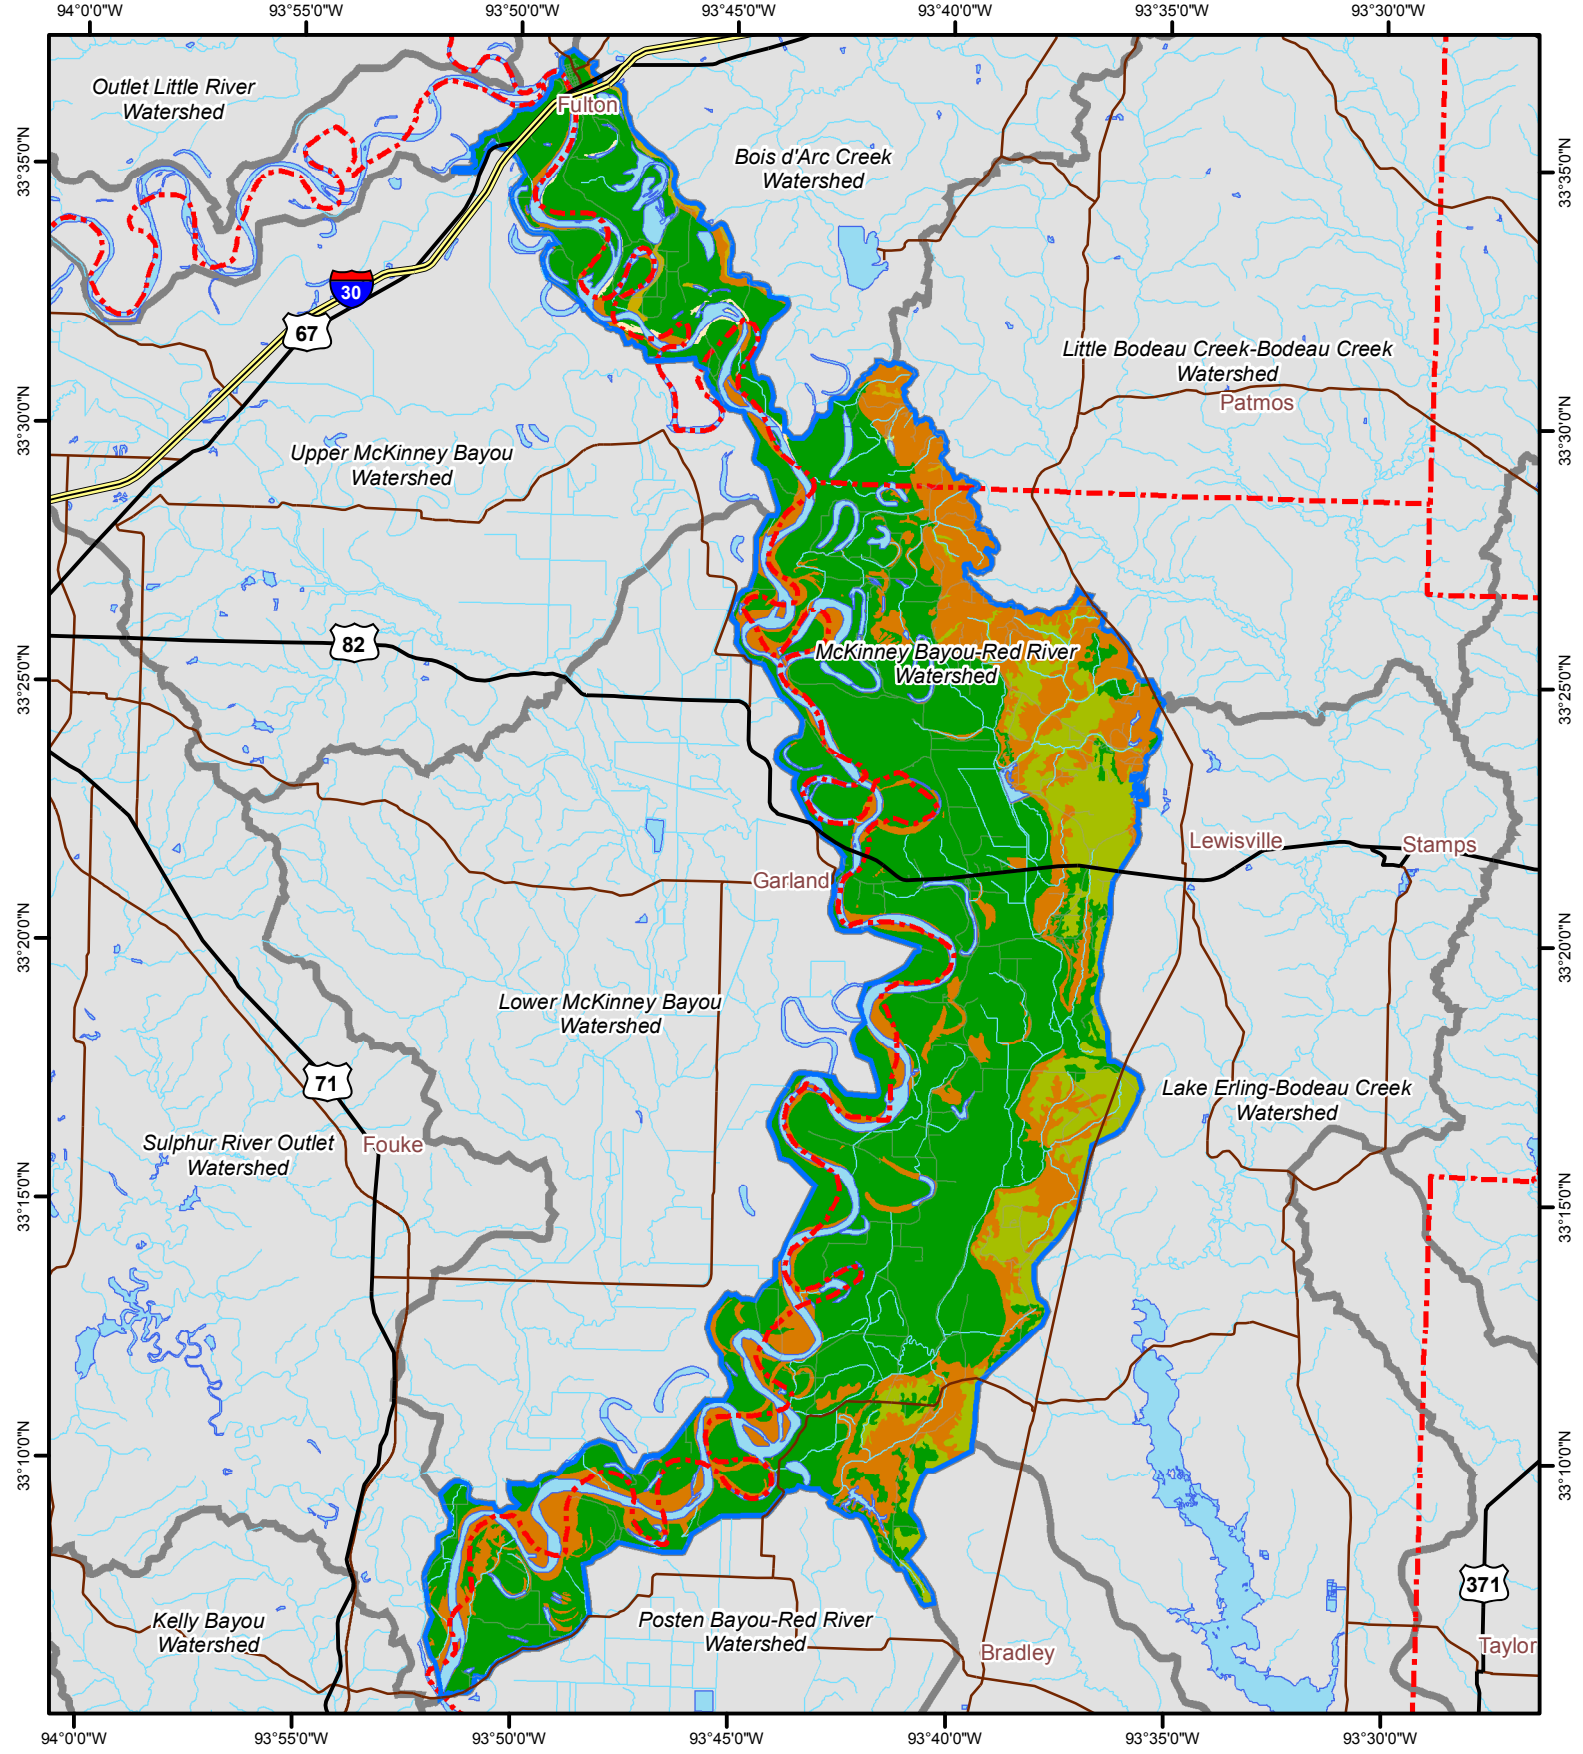 94°0'0"W
93°55'0"W
93°50'0"W
93°45'0"W
93°40'0"W
93°35'0"W
93°30'0"W
Outlet Little River
Watershed
Fulton
Bois d'Arc Creek
Watershed
33°35'0"N
33°35'0"N
30
67
Little Bodeau Creek-Bodeau Creek
Watershed
Patmos
33°30'0"N
33°30'0"N
Upper McKinney Bayou
Watershed
82
McKinney Bayou-Red River
Watershed
33°25'0"N
33°25'0"N
Lewisville
Stamps
Garland
33°20'0"N
33°20'0"N
Lower McKinney Bayou
Watershed
71
Lake Erling-Bodeau Creek
Watershed
Sulphur River Outlet
Watershed
Fouke
33°15'0"N
33°15'0"N
33°10'0"N
33°10'0"N
371
Kelly Bayou
Watershed
Posten Bayou-Red River
Watershed
Bradley
Taylor
94°0'0"W
93°55'0"W
93°50'0"W
93°45'0"W
93°40'0"W
93°35'0"W
93°30'0"W